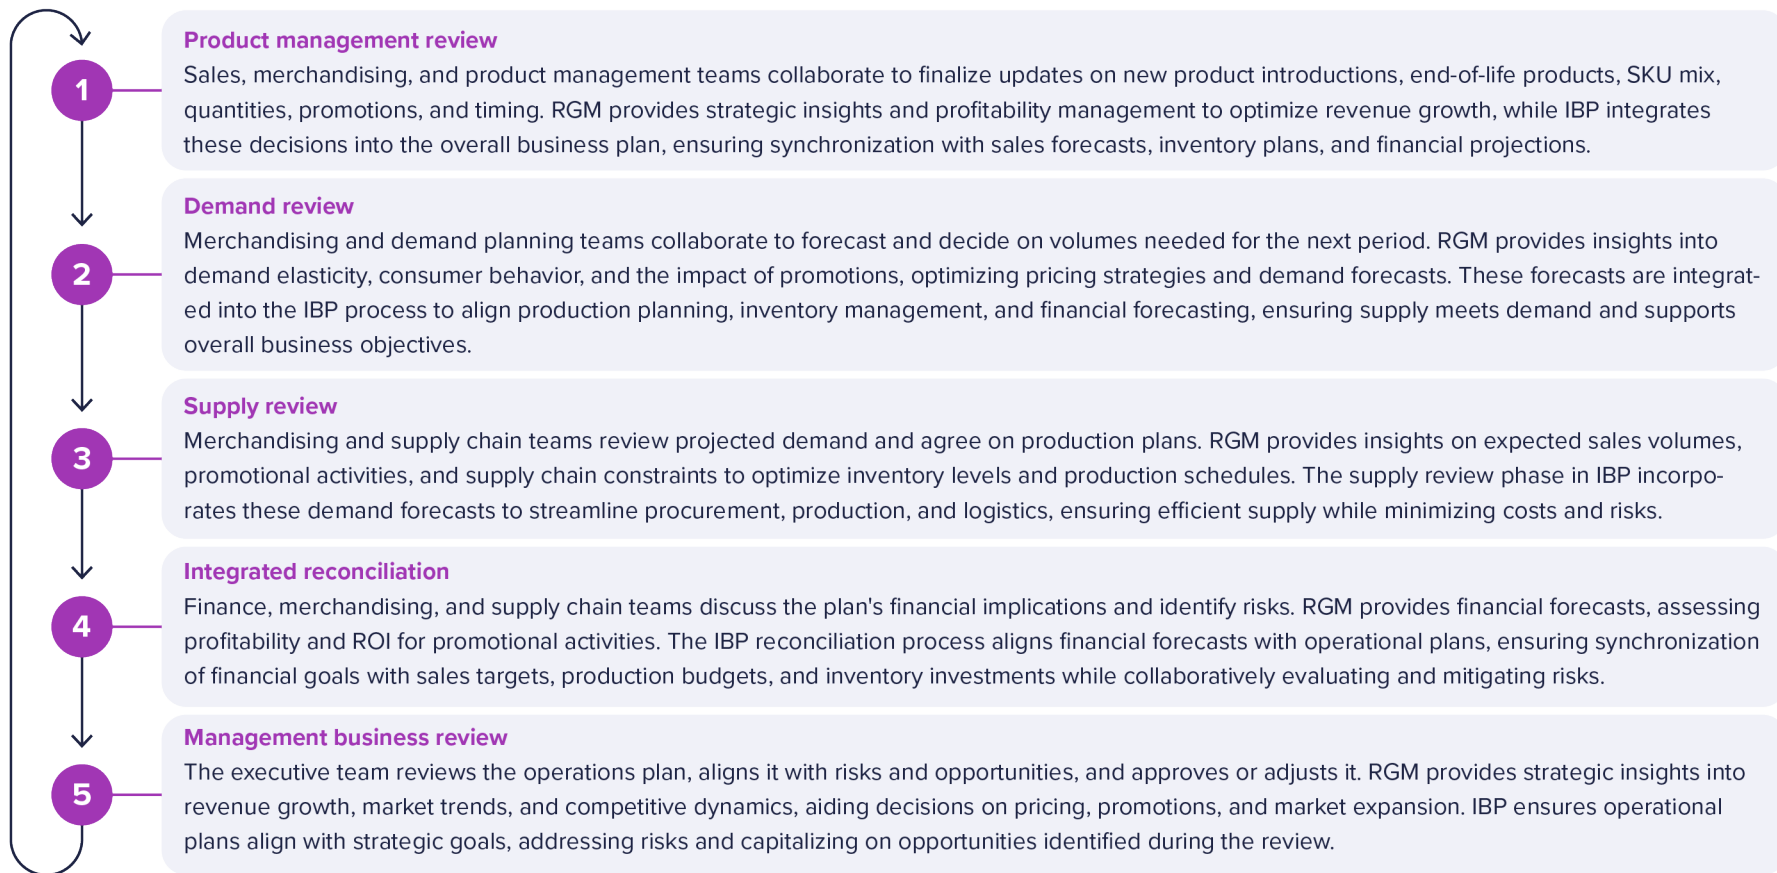 1
Product management review
Sales, merchandising, and product management teams collaborate to finalize updates on new product introductions, end-of-life products, SKU mix,
quantities, promotions, and timing. RGM provides strategic insights and profitability management to optimize revenue growth, while IBP integrates
these decisions into the overall business plan, ensuring synchronization with sales forecasts, inventory plans, and financial projections.
2
Demand review
Merchandising and demand planning teams collaborate to forecast and decide on volumes needed for the next period. RGM provides insights into
demand elasticity, consumer behavior, and the impact of promotions, optimizing pricing strategies and demand forecasts. These forecasts are integrat-
ed into the IBP process to align production planning, inventory management, and financial forecasting, ensuring supply meets demand and supports
overall business objectives.
3
Supply review
Merchandising and supply chain teams review projected demand and agree on production plans. RGM provides insights on expected sales volumes,
promotional activities, and supply chain constraints to optimize inventory levels and production schedules. The supply review phase in IBP incorpo-
rates these demand forecasts to streamline procurement, production, and logistics, ensuring efficient supply while minimizing costs and risks.
4
Integrated reconciliation
Finance, merchandising, and supply chain teams discuss the plan's financial implications and identify risks. RGM provides financial forecasts, assessing
profitability and ROI for promotional activities. The IBP reconciliation process aligns financial forecasts with operational plans, ensuring synchronization
of financial goals with sales targets, production budgets, and inventory investments while collaboratively evaluating and mitigating risks.
5
Management business review
The executive team reviews the operations plan, aligns it with risks and opportunities, and approves or adjusts it. RGM provides strategic insights into
revenue growth, market trends, and competitive dynamics, aiding decisions on pricing, promotions, and market expansion. IBP ensures operational
plans align with strategic goals, addressing risks and capitalizing on opportunities identified during the review.